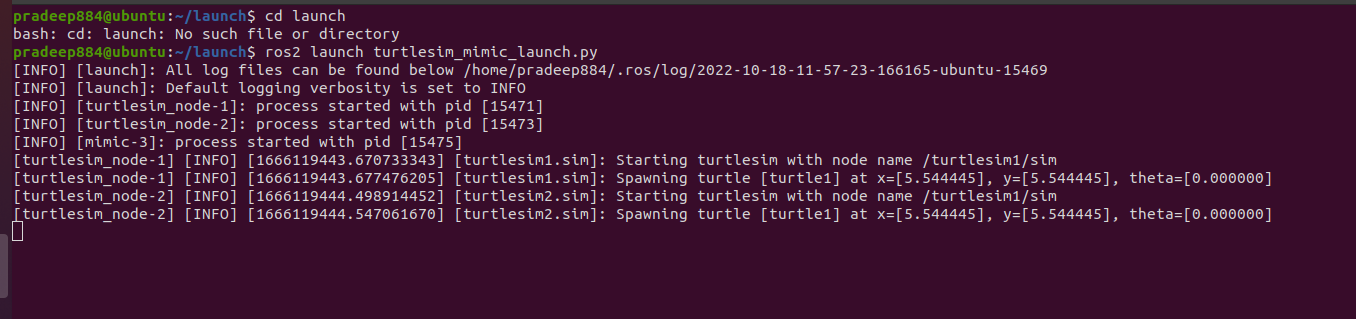 pradeep884@ubuntu:~/launch$ cd launch
bash: cd: launch: No such file or directory
pradeep884@ubuntu:~/launch$ ros2 launch turtlesim_mimic_launch.py
[INFO] [launch]: All log files can be found below /home/pradeep884/.ros/log/2022-10-18-11-57-23-166165-ubuntu-15469
[INFO] [launch]: Default logging verbosity is set to INFO
[INFO] [turtlesim_node-1]: process started with pid [15471]
[INFO] [turtlesim_node-2]: process started with pid [15473]
[INFO] [mimic-3]: process started with pid [15475]
[turtlesim_node-1] [INFO] [1666119443.670733343] [turtlesim1.sim]: Starting turtlesim with node name /turtlesim1/sim
[turtlesim_node-1] [INFO] [1666119443.677476205] [turtlesim1.sim]: Spawning turtle [turtle1] at x=[5.544445], y=[5.544445], theta=[0.000000]
[turtlesim_node-2] [INFO] [1666119444.498914452] [turtlesim2.sim]: Starting turtlesim with node name /turtlesim1/sim
[turtlesim_node-2] [INFO] [1666119444.547061670] [turtlesim2.sim]: Spawning turtle [turtle1] at x=[5.544445], y=[5.544445], theta=[0.000000]